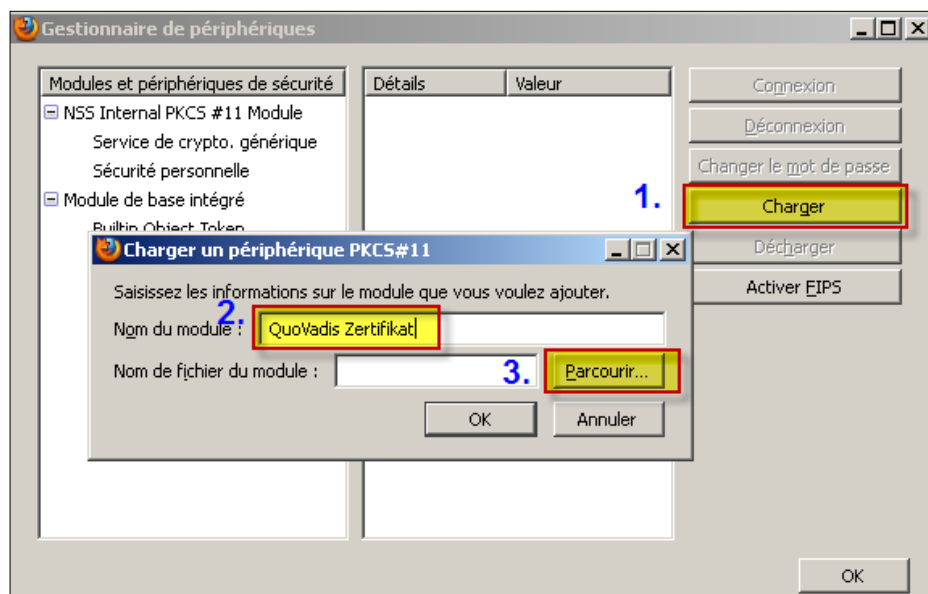 Gestionnaire de périphériques
Modules et périphériques de sécurité
Détails
Valeur
NSS Internal PKCS #11 Module
Service de crypto. générique
Sécurité personnelle
Module de base intégré
Builtin Object Token
Connexion
Déconnexion
Changer le mot de passe
1.
Charger
Décharger
Activer FIPS
Charger un périphérique PKCS#11
Saisissez les informations sur le module que vous voulez ajouter.
2.
Nom du module : QuoVadis Zertifikat
Nom de fichier du module : 3. Parcourir...
OK Annuler
OK